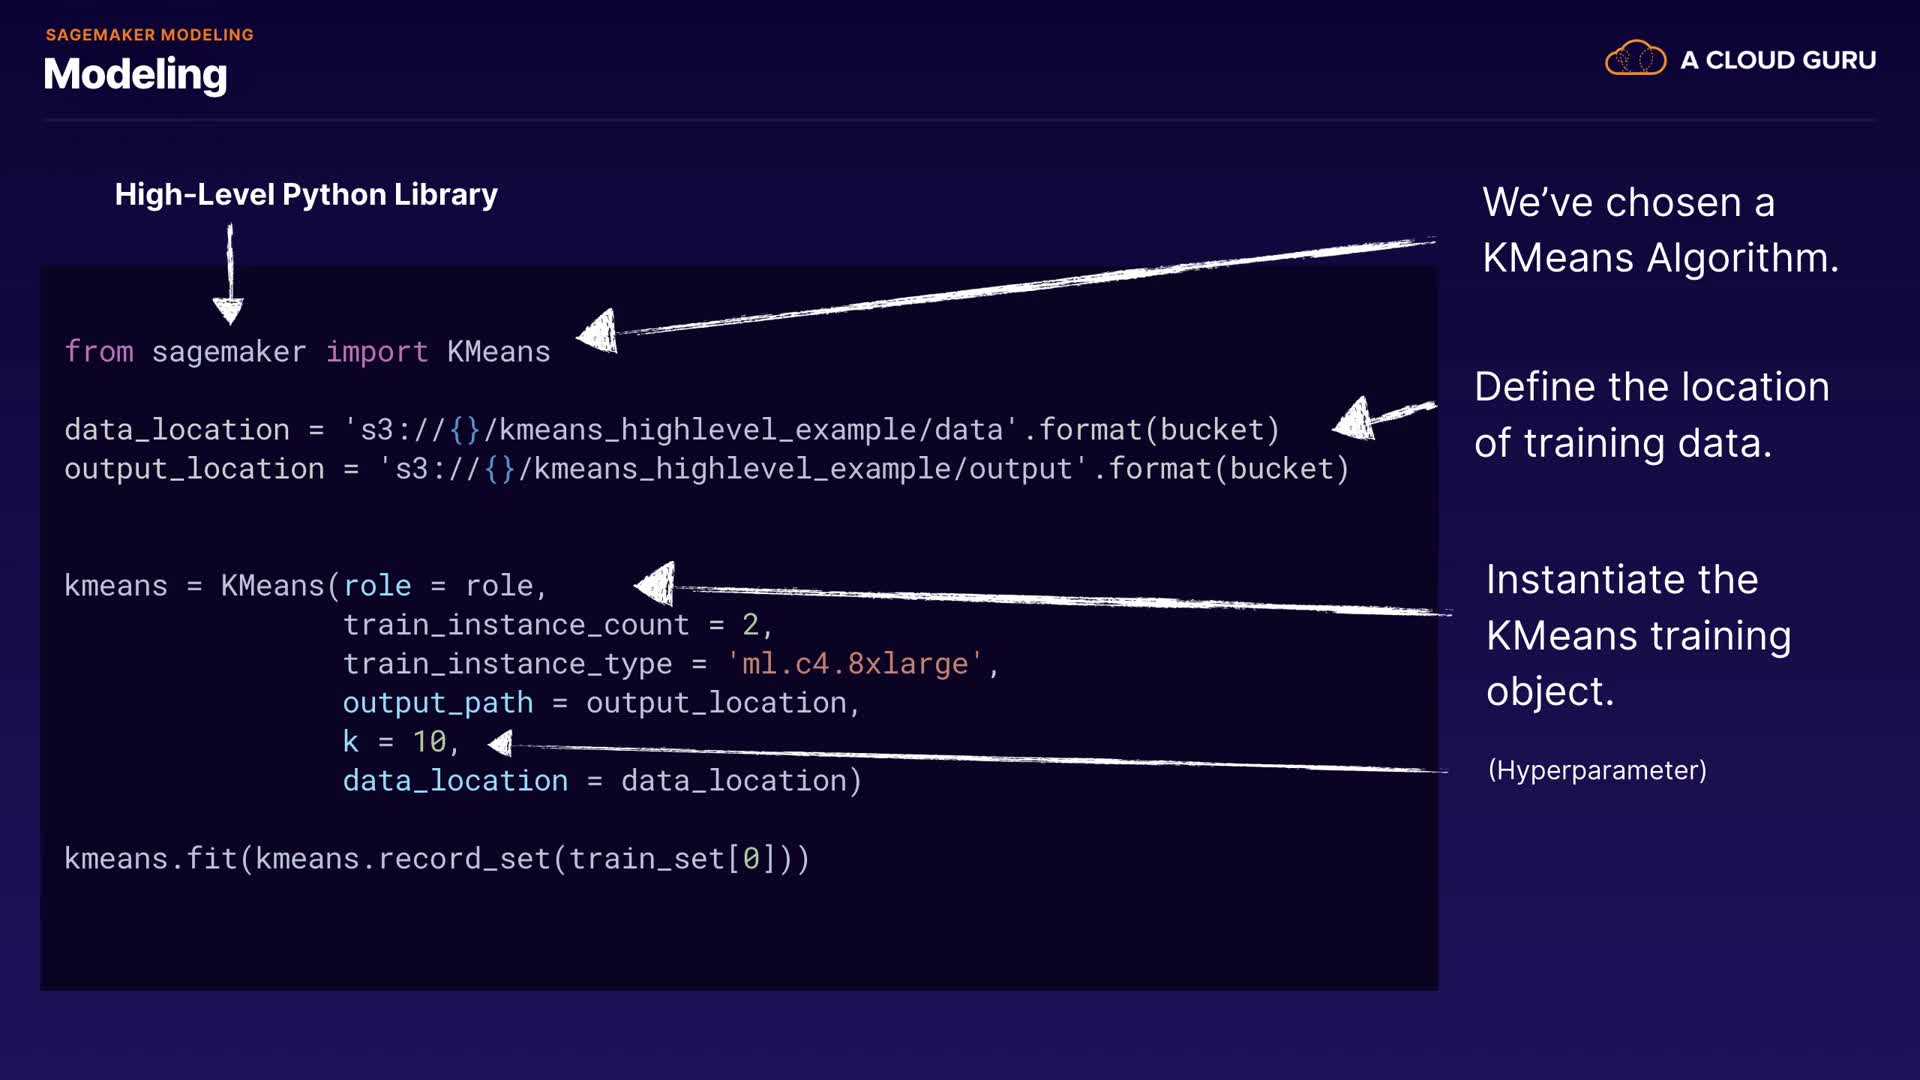 SAGEMAKER MODELING
Modeling
A CLOUD GURU
High-Level Python Library
from sagemaker import KMeans
data_location = 's3://{}/kmeans_highlevel_example/data'.format(bucket)
output_location = 's3://{}/kmeans_highlevel_example/output'.format(bucket)
kmeans = KMeans(role = role,
train_instance_count = 2,
train_instance_type = 'ml.c4.8xlarge',
output_path = output_location,
k = 10,
data_location = data_location)
kmeans.fit(kmeans.record_set(train_set[0]))
We’ve chosen a
KMeans Algorithm.
Define the location
of training data.
Instantiate the
KMeans training
object.
(Hyperparameter)